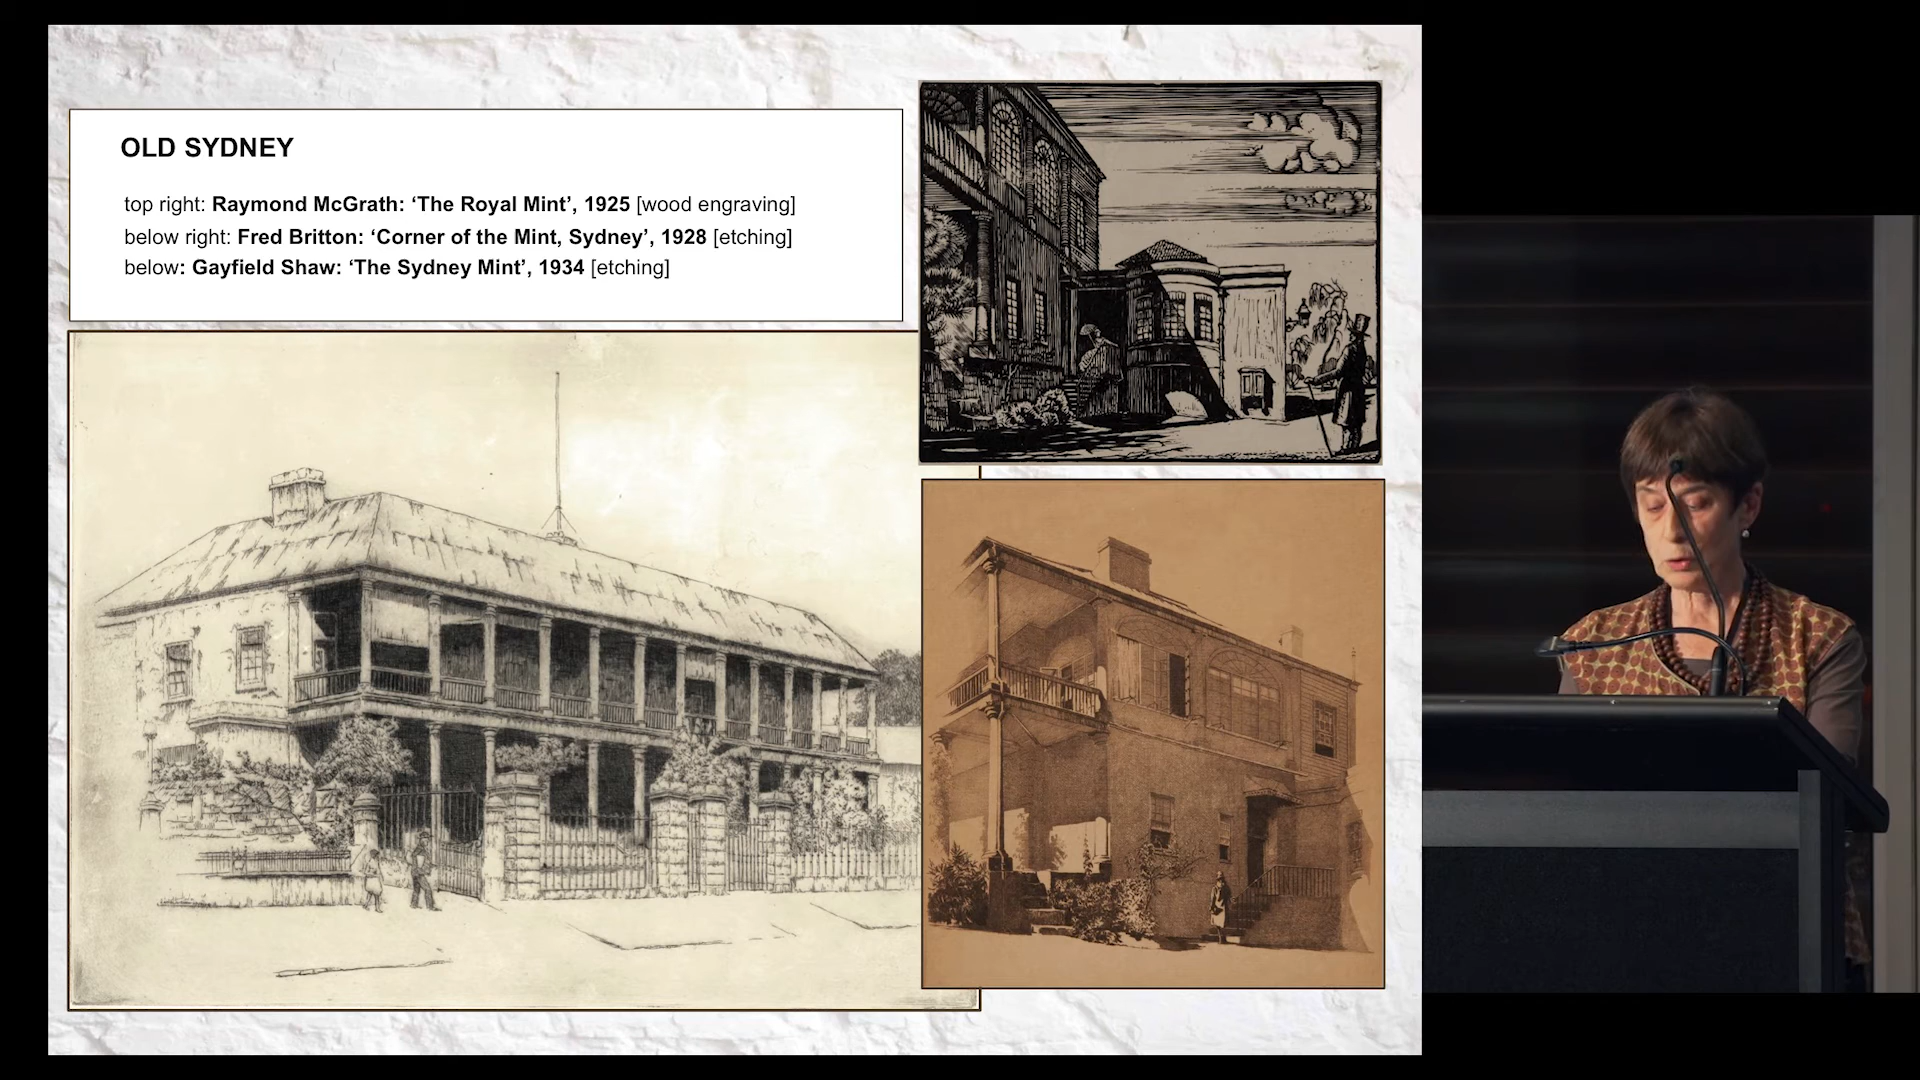 OLD SYDNEY
top right: Raymond McGrath: ‘The Royal Mint’, 1925 [wood engraving]
below right: Fred Britton: ‘Corner of the Mint, Sydney’, 1928 [etching]
below: Gayfield Shaw: ‘The Sydney Mint’, 1934 [etching]